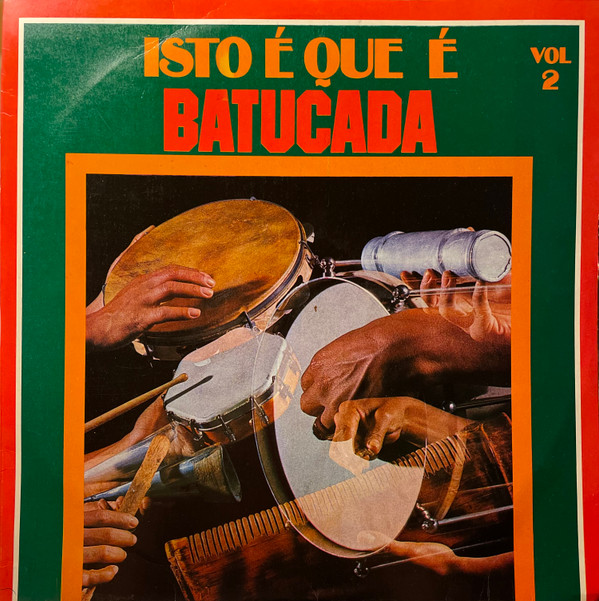 ISTO É QUE É
VOL
2
BATUCADA